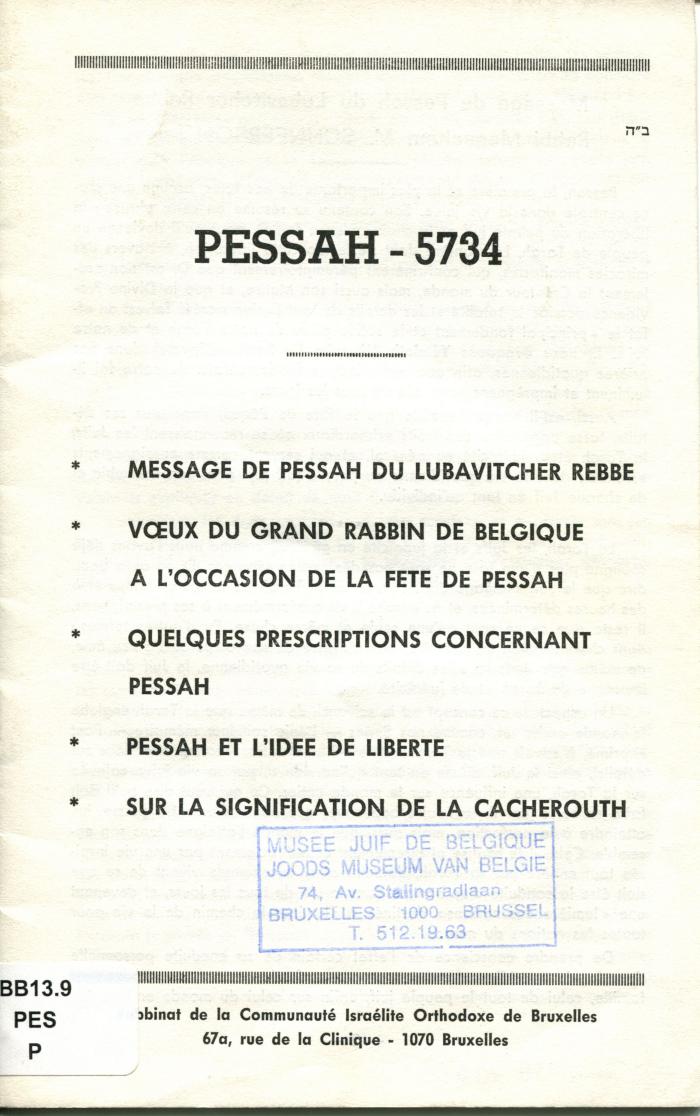 ב"ה
PESSAH - 5734
* MESSAGE DE PESSAH DU LUBAVITCHER REBBE
* VŒUX DU GRAND RABBIN DE BELGIQUE
A L'OCCASION DE LA FETE DE PESSAH
* QUELQUES PRESCRIPTIONS CONCERNANT
PESSAH
* PESSAH ET L'IDEE DE LIBERTE
* SUR LA SIGNIFICATION DE LA CACHEROUTH
MUSEE JUIF DE BELGIQUE
JOODS MUSEUM VAN BELGIE
74, Av. Stalingradlaan
BRUXELLES 1000 BRUSSEL
T. 512.19.63
BB13.9
PES
P
bbinat de la Communauté Israélite Orthodoxe de Bruxelles
67a, rue de la Clinique - 1070 Bruxelles